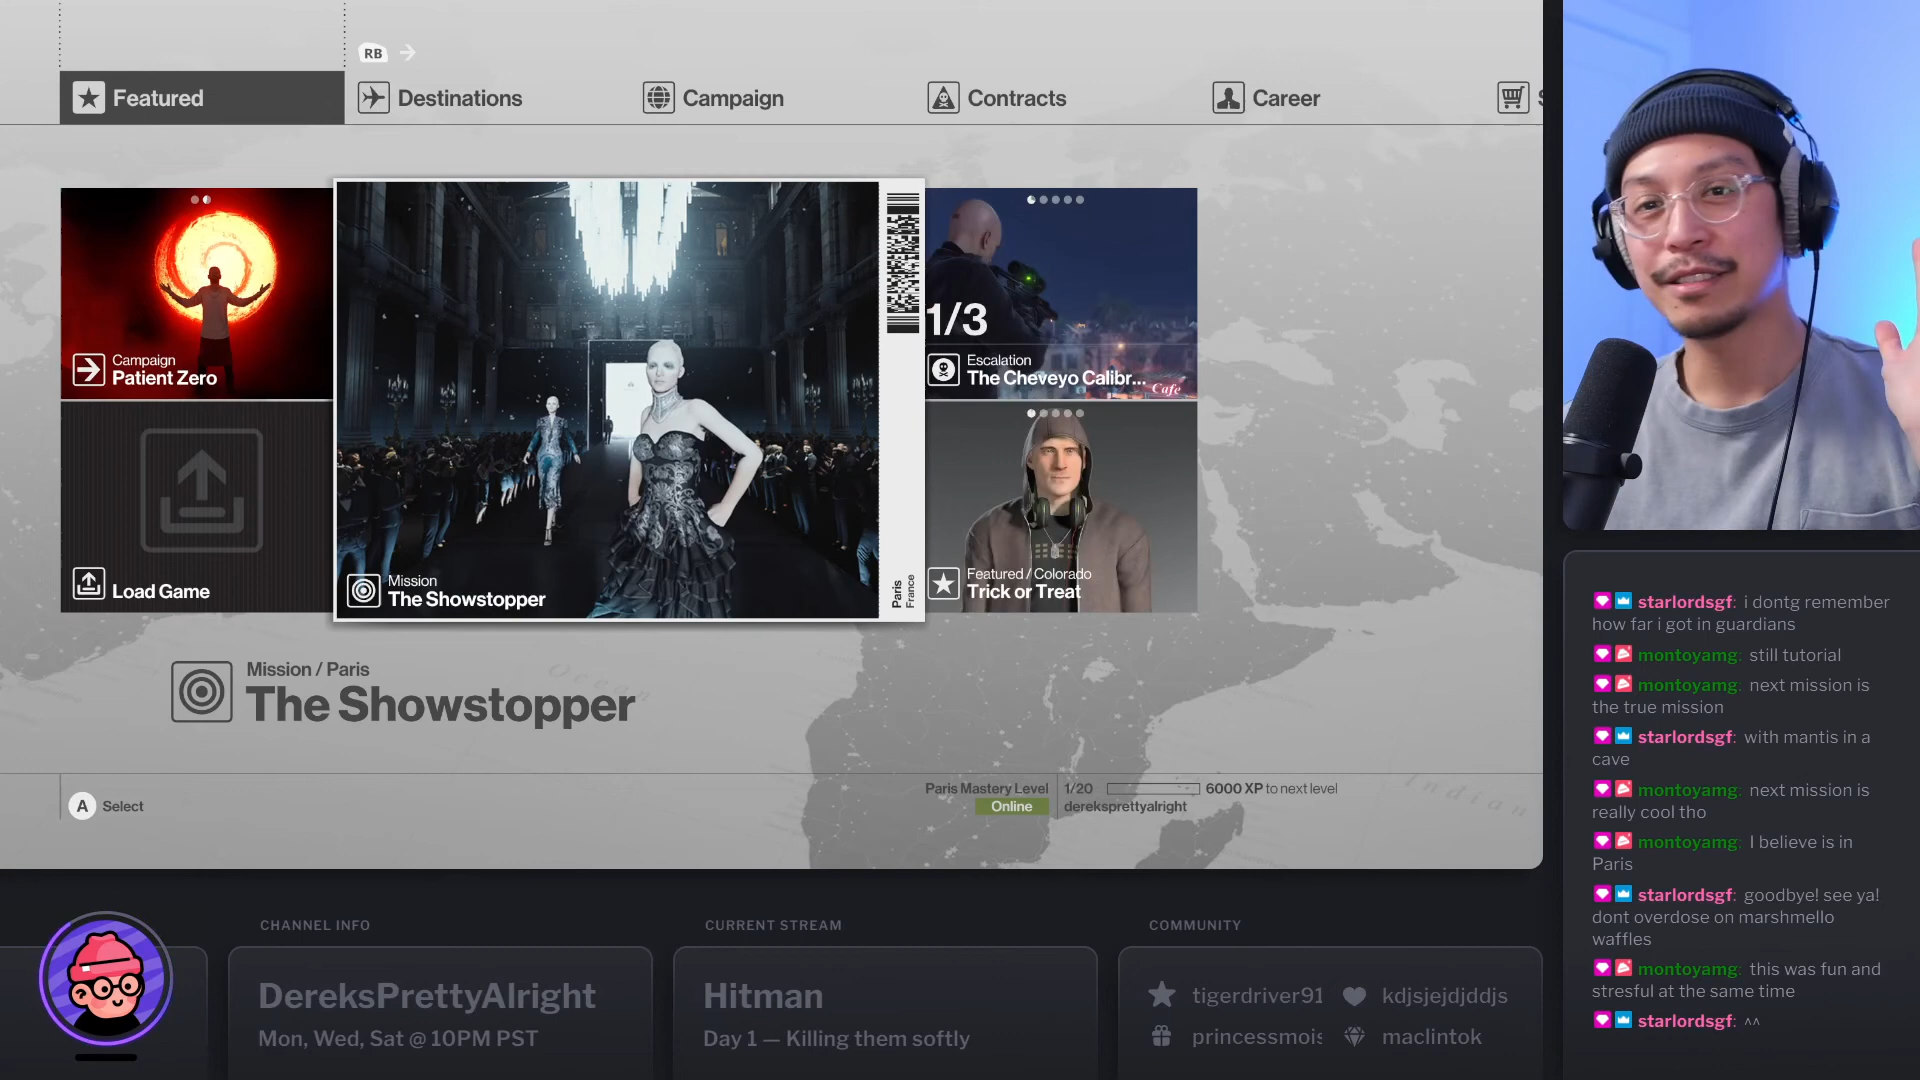 RB
Featured
Destinations
Campaign
Contracts
Career
Campaign
Patient Zero
Load Game
Mission
The Showstopper
Paris
France
1/3
Escalation
The Cheveyo Calibr...
Cafe
Featured / Colorado
Trick or Treat
Mission / Paris
The Showstopper
Ocean
Indian
A Select
Paris Mastery Level 1/20 6000 XP to next level
Online dereksprettyalright
starlordsgf: i dontg remember
how far i got in guardians
montoyamg: still tutorial
montoyamg: next mission is
the true mission
starlordsgf: with mantis in a
cave
montoyamg: next mission is
really cool tho
montoyamg: I believe is in
Paris
starlordsgf: goodbye! see ya!
dont overdose on marshmello
waffles
montoyamg: this was fun and
stresful at the same time
starlordsgf: ^^
CHANNEL INFO
DereksPrettyAlright
Mon, Wed, Sat @ 10PM PST
CURRENT STREAM
Hitman
Day 1 — Killing them softly
COMMUNITY
tigerdriver91 kdjsjejdjddjs
princessmois maclintok